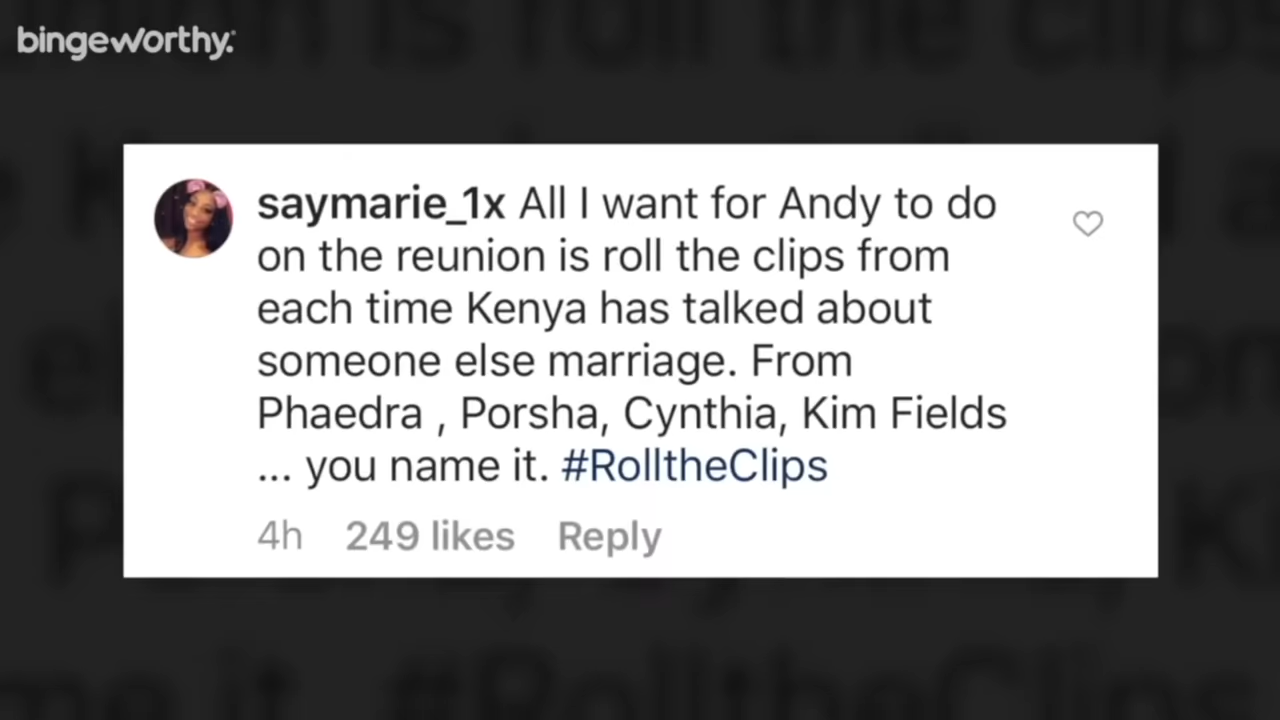 bingeworthy.
saymarie_1x All I want for Andy to do
on the reunion is roll the clips from
each time Kenya has talked about
someone else marriage. From
Phaedra , Porsha, Cynthia, Kim Fields
... you name it. #RolltheClips
4h 249 likes Reply